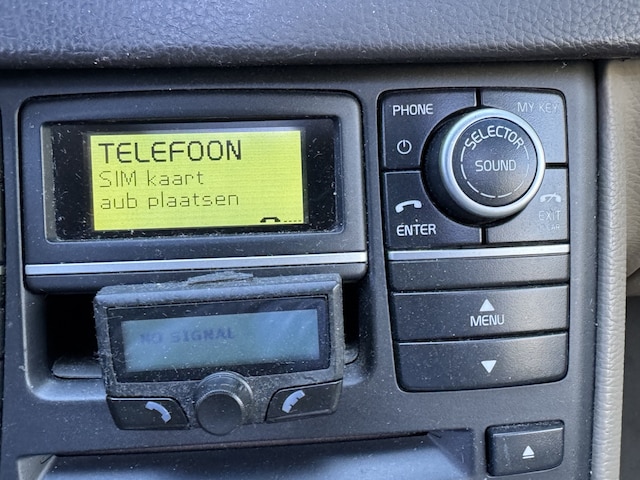 TELEFOON
SIM kaart
aub plaatsen
PHONE
MY KEY
SELECTOR
SOUND
ENTER
EXIT
MENU
NO SIGNAL